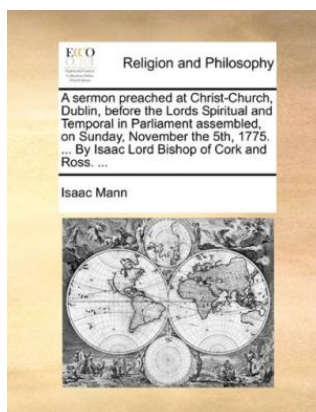 ECCO
Religion and Philosophy
A sermon preached at Christ-Church,
Dublin, before the Lords Spiritual and
Temporal in Parliament assembled,
on Sunday, November the 5th, 1775.
... By Isaac Lord Bishop of Cork and
Ross. ...
Isaac Mann